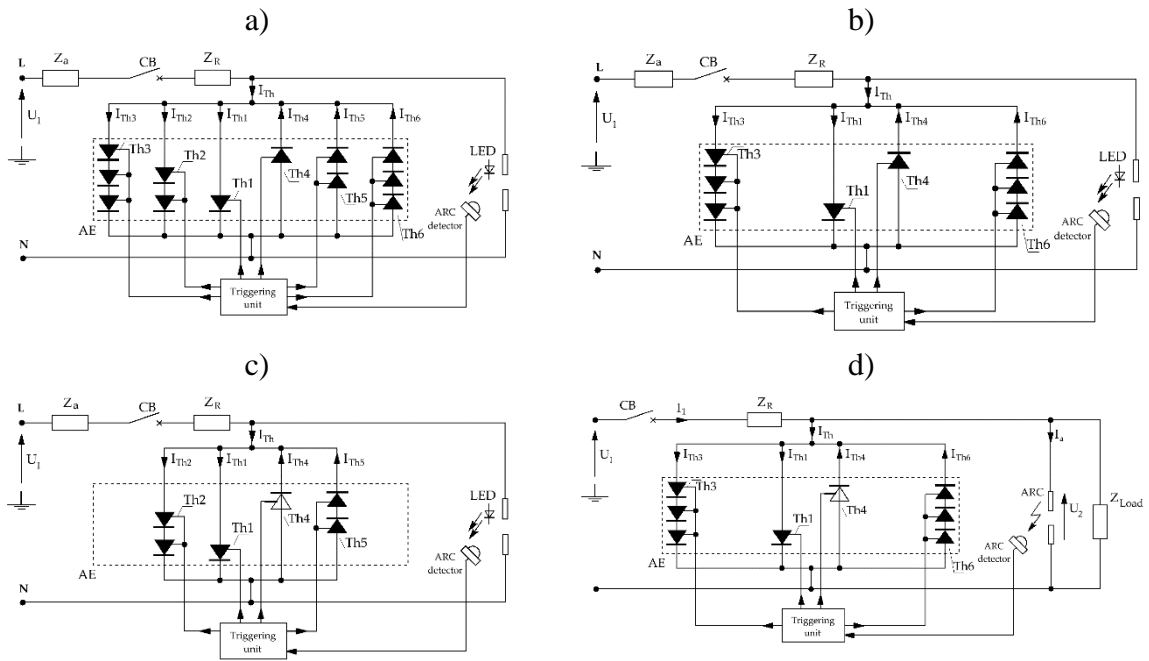 a)
L Za CB ZR
ITh
U1 ITh3 ITh2 ITh1 ITh4 ITh5 ITh6
Th3 Th2 Th1 Th4 Th5 Th6
LED
ARC
detector
AE
N
Triggering
unit
b)
L Za CB ZR
ITh
U1 ITh3 ITh1 ITh4 ITh6
Th3 Th1 Th4 Th6
LED
ARC
detector
AE
N
Triggering
unit
c)
L Za CB ZR
ITh
U1 ITh2 ITh1 ITh4 ITh5
Th2 Th1 Th4 Th5
LED
ARC
detector
AE
N
Triggering
unit
d)
CB I1 ZR
ITh Ia
U1 ITh3 ITh1 ITh4 ITh6
Th3 Th1 Th4 Th6
ARC U2 ZLoad
ARC
detector
AE
Triggering
unit